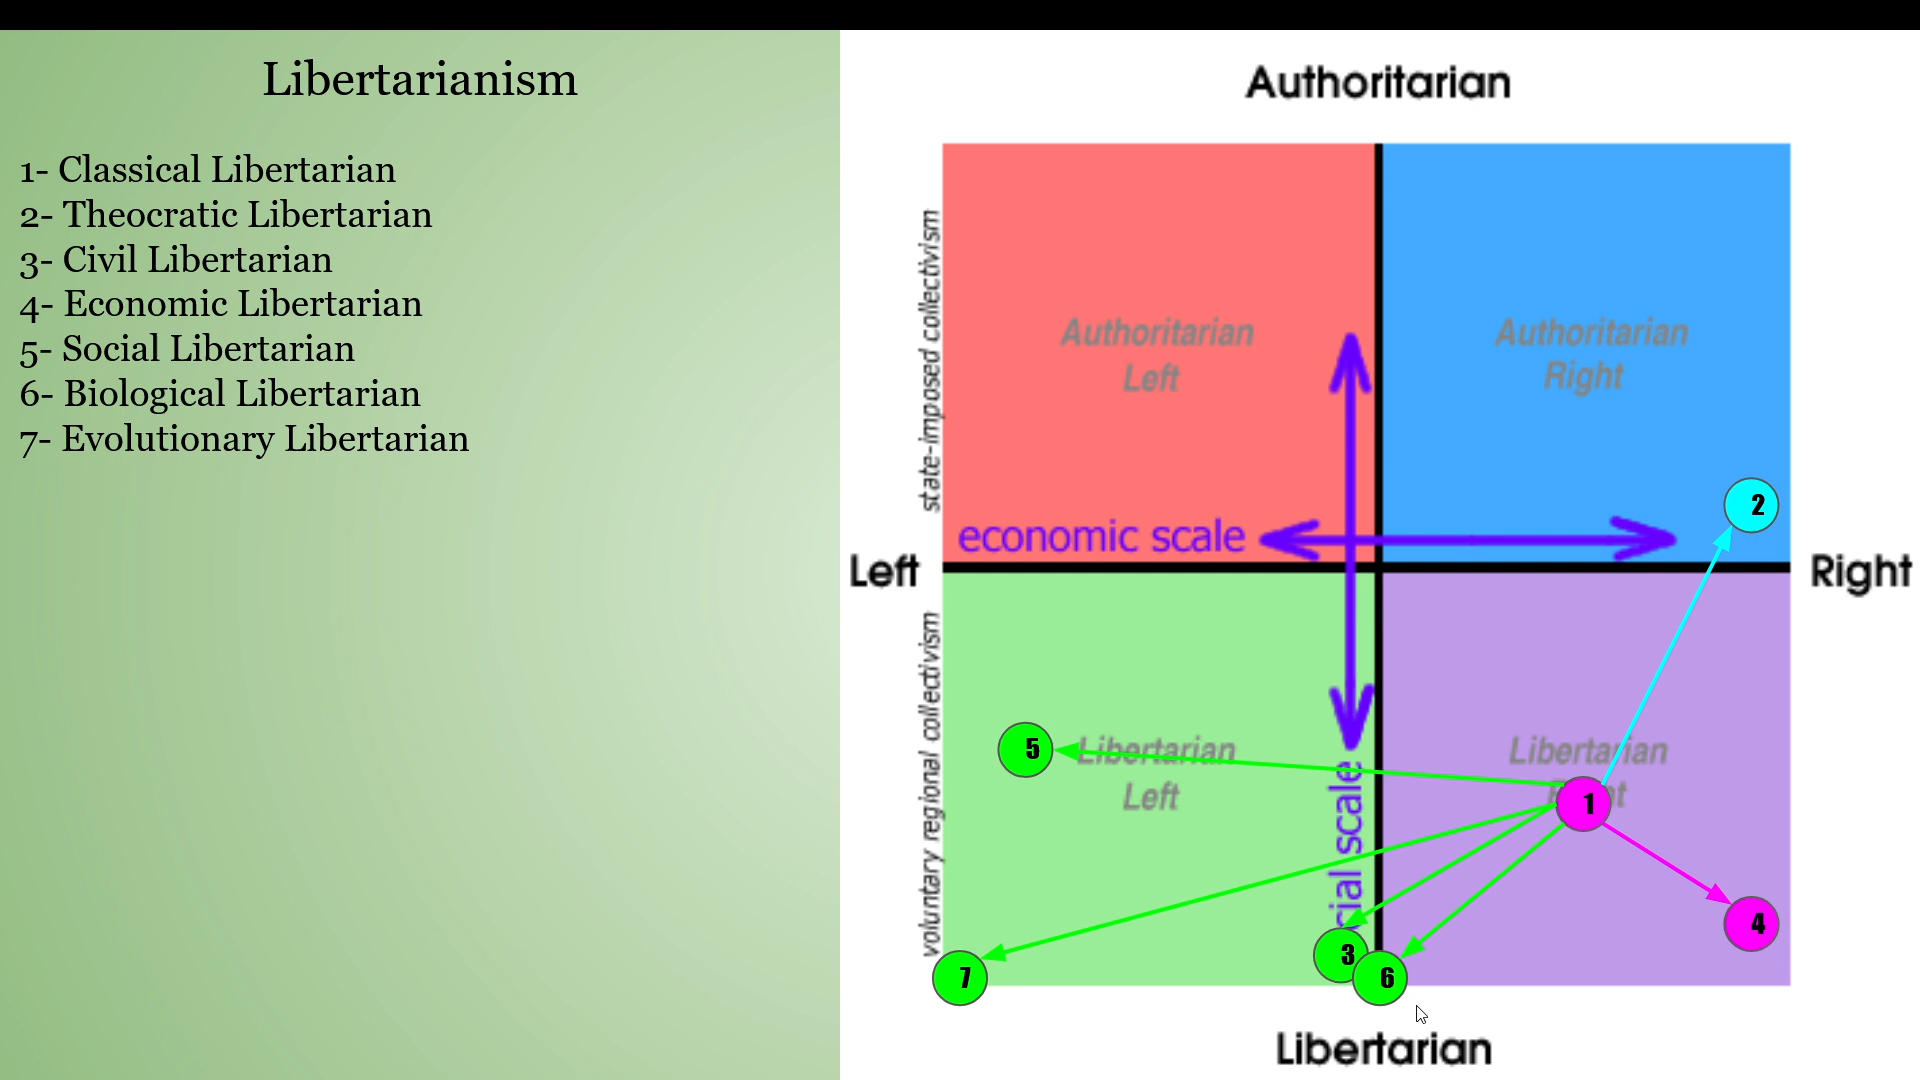 Libertarianism
1- Classical Libertarian
2- Theocratic Libertarian
3- Civil Libertarian
4- Economic Libertarian
5- Social Libertarian
6- Biological Libertarian
7- Evolutionary Libertarian
Authoritarian
state-imposed collectivism
Authoritarian
Left
Authoritarian
Right
2
economic scale
Left
Right
voluntary regional collectivism
5
Libertarian
Left
Libertarian
1
scale
4
3
7
6
Libertarian